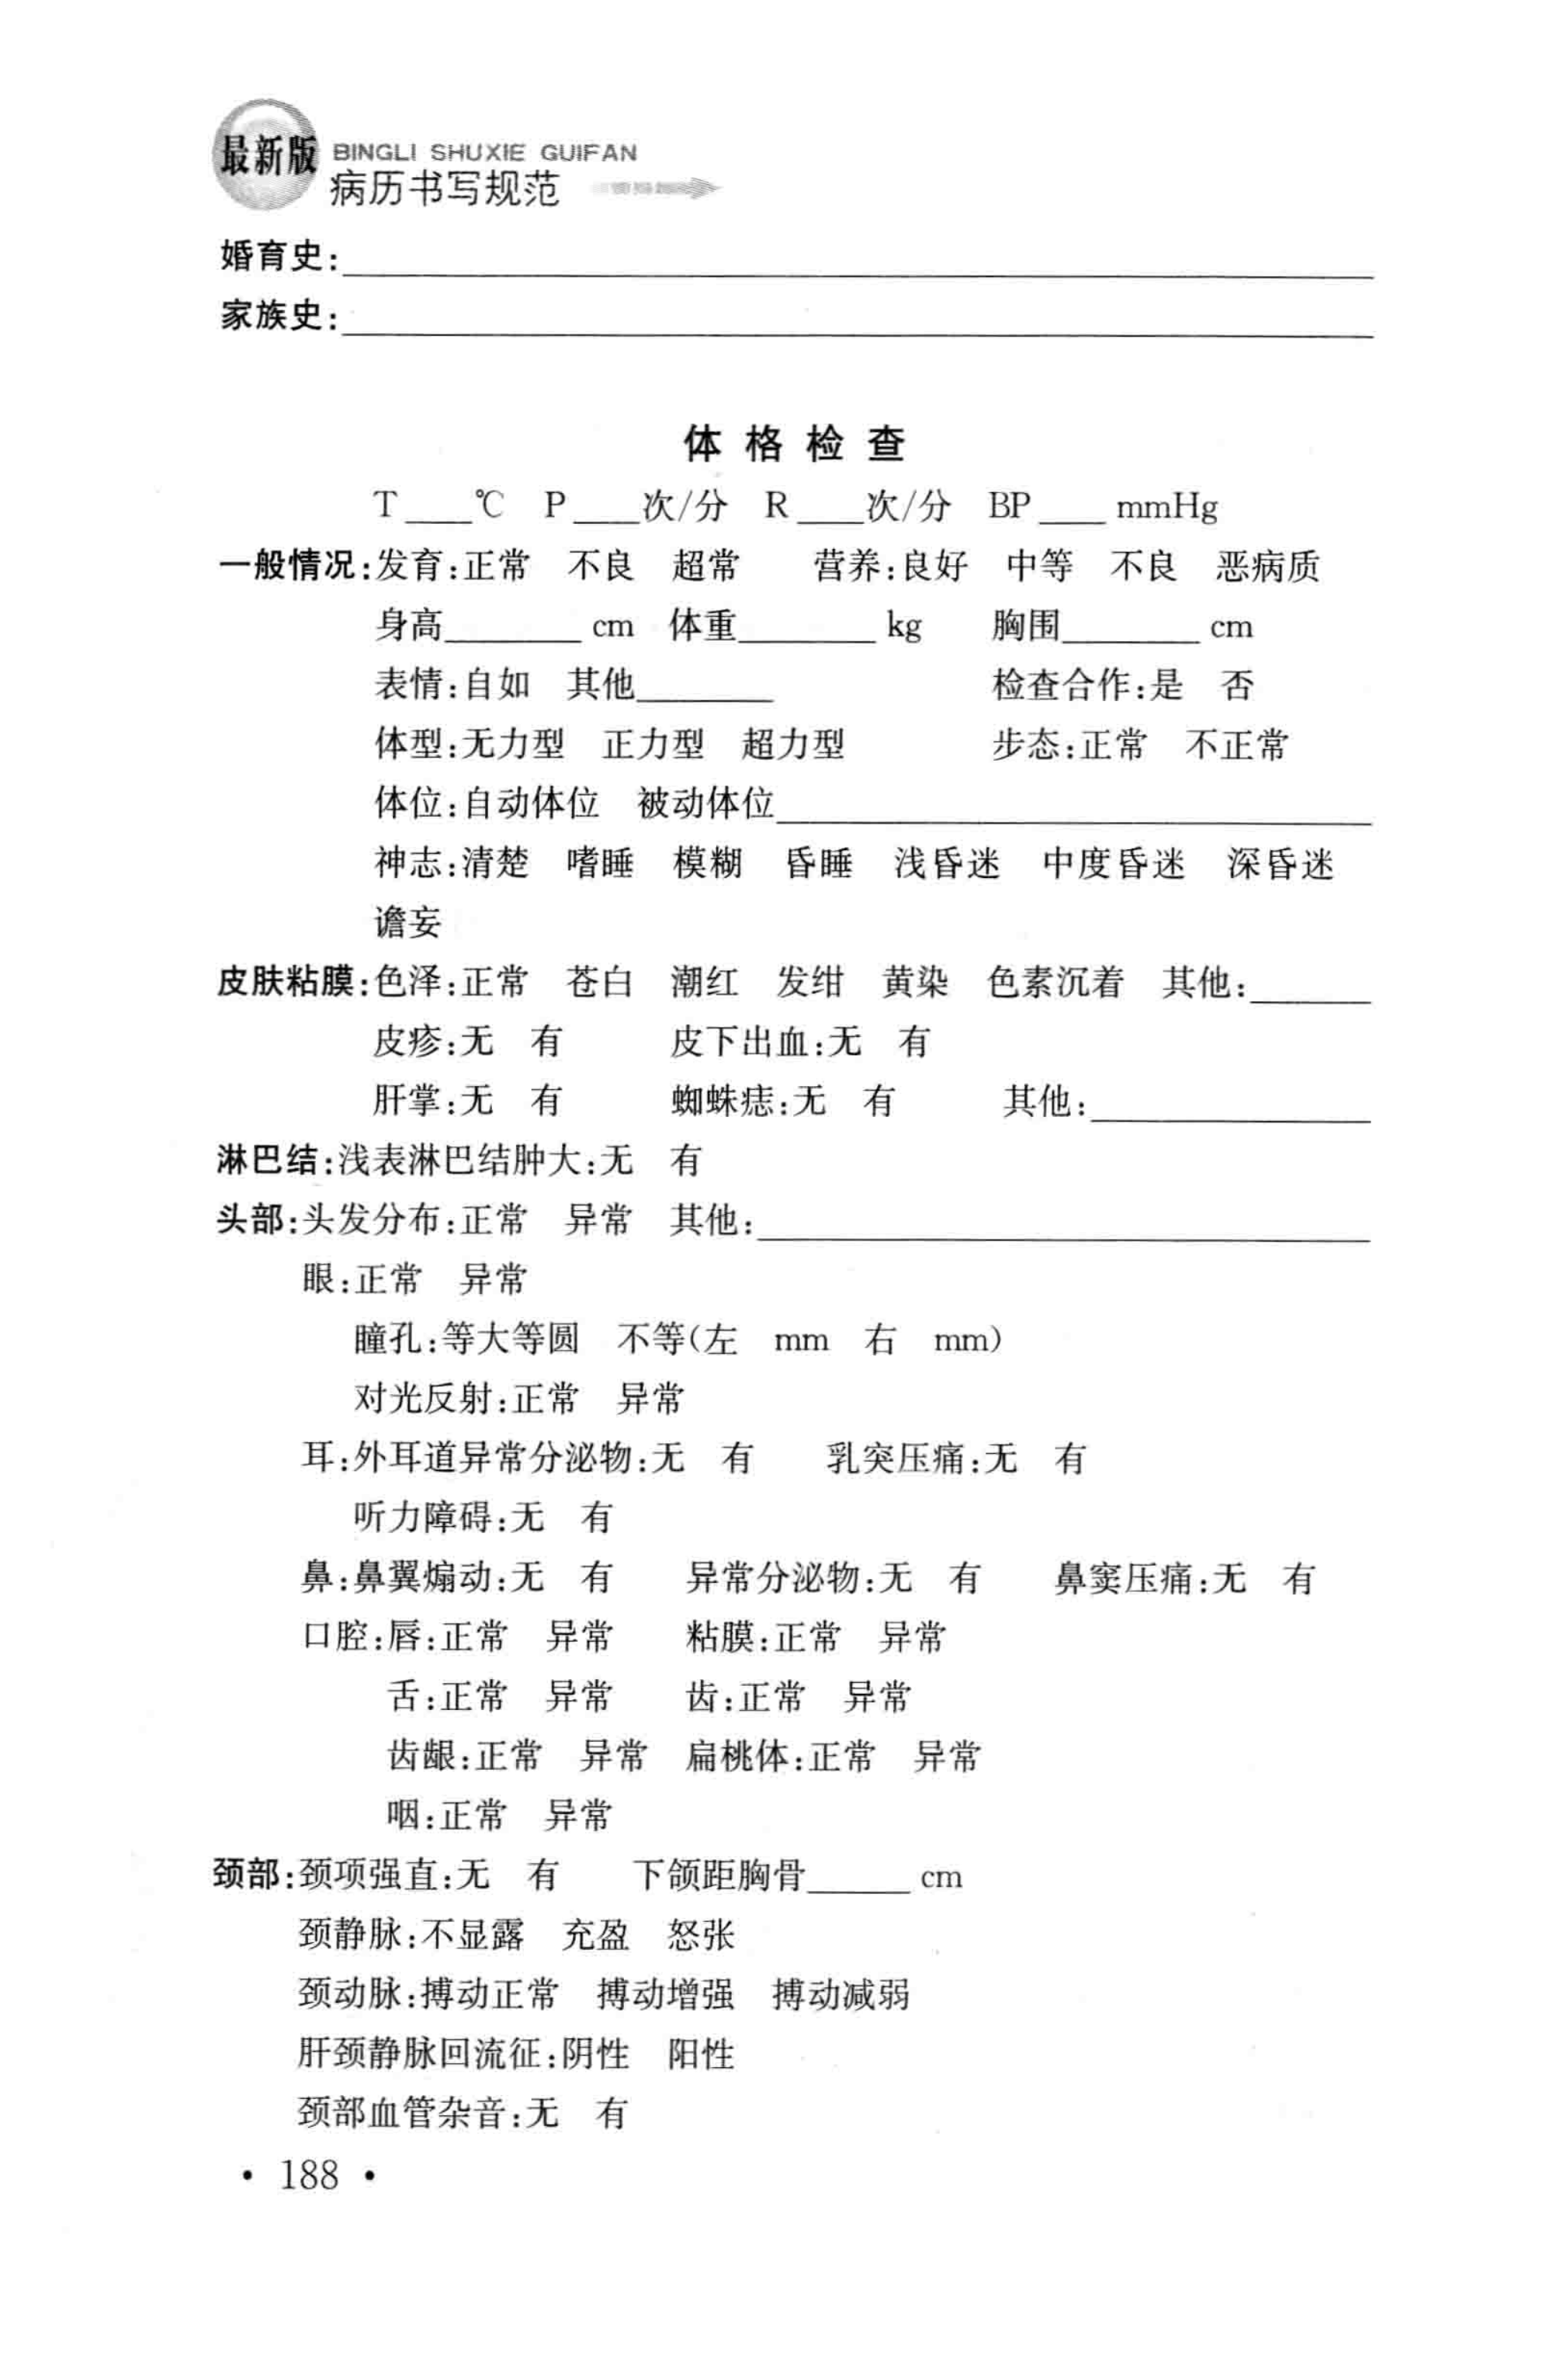 最新版 BINGLI SHUXIE GUIFAN
病历书写规范
婚育史:
家族史:
体格检查
T ____℃ P ____次/分 R ____次/分 BP ____ mmHg
一般情况:发育:正常 不良 超常 营养:良好 中等 不良 恶病质
身高________ cm 体重________ kg 胸围________ cm
表情:自如 其他________ 检查合作:是 否
体型:无力型 正力型 超力型 步态:正常 不正常
体位:自动体位 被动体位________
神志:清楚 嗜睡 模糊 昏睡 浅昏迷 中度昏迷 深昏迷
谵妄
皮肤粘膜:色泽:正常 苍白 潮红 发绀 黄染 色素沉着 其他:______
皮疹:无 有 皮下出血:无 有
肝掌:无 有 蜘蛛痣:无 有 其他:________
淋巴结:浅表淋巴结肿大:无 有
头部:头发分布:正常 异常 其他:________
眼:正常 异常
瞳孔:等大等圆 不等(左 mm 右 mm)
对光反射:正常 异常
耳:外耳道异常分泌物:无 有 乳突压痛:无 有
听力障碍:无 有
鼻:鼻翼煽动:无 有 异常分泌物:无 有 鼻窦压痛:无 有
口腔:唇:正常 异常 粘膜:正常 异常
舌:正常 异常 齿:正常 异常
齿龈:正常 异常 扁桃体:正常 异常
咽:正常 异常
颈部:颈项强直:无 有 下颌距胸骨______ cm
颈静脉:不显露 充盈 怒张
颈动脉:搏动正常 搏动增强 搏动减弱
肝颈静脉回流征:阴性 阳性
颈部血管杂音:无 有
· 188 ·